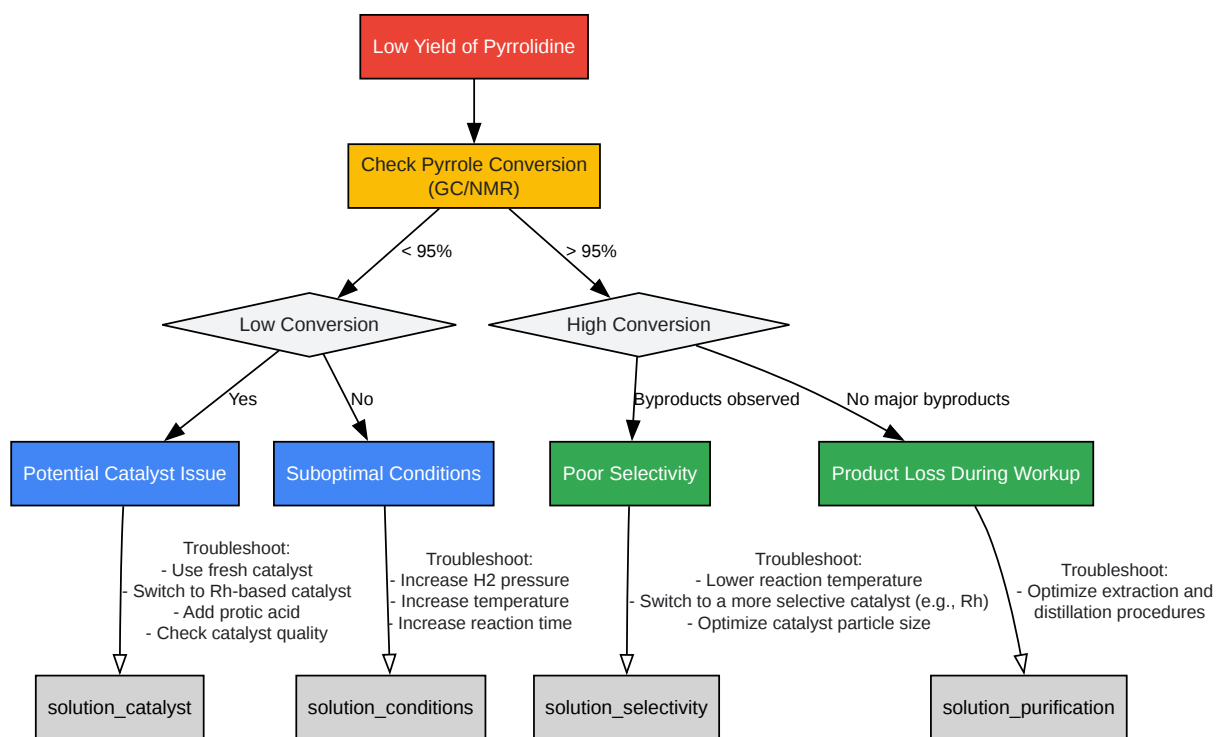 Low Yield of Pyrrolidine
Check Pyrrole Conversion
(GC/NMR)
< 95%
> 95%
Low Conversion
High Conversion
Yes
No
Byproducts observed
No major byproducts
Potential Catalyst Issue
Suboptimal Conditions
Poor Selectivity
Product Loss During Workup
Troubleshoot:
- Use fresh catalyst
- Switch to Rh-based catalyst
- Add protic acid
- Check catalyst quality
Troubleshoot:
- Increase H2 pressure
- Increase temperature
- Increase reaction time
Troubleshoot:
- Lower reaction temperature
- Switch to a more selective catalyst (e.g., Rh)
- Optimize catalyst particle size
Troubleshoot:
- Optimize extraction and
distillation procedures
solution_catalyst
solution_conditions
solution_selectivity
solution_purification